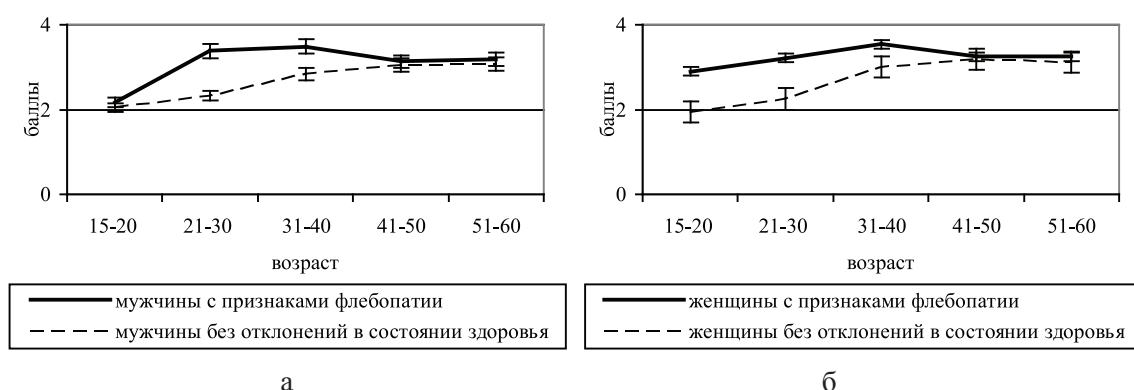 4
2
0
баллы
15-20 21-30 31-40 41-50 51-60
возраст
мужчины с признаками флебопатии
мужчины без отклонений в состоянии здоровья
а
4
2
0
баллы
15-20 21-30 31-40 41-50 51-60
возраст
женщины с признаками флебопатии
женщины без отклонений в состоянии здоровья
б